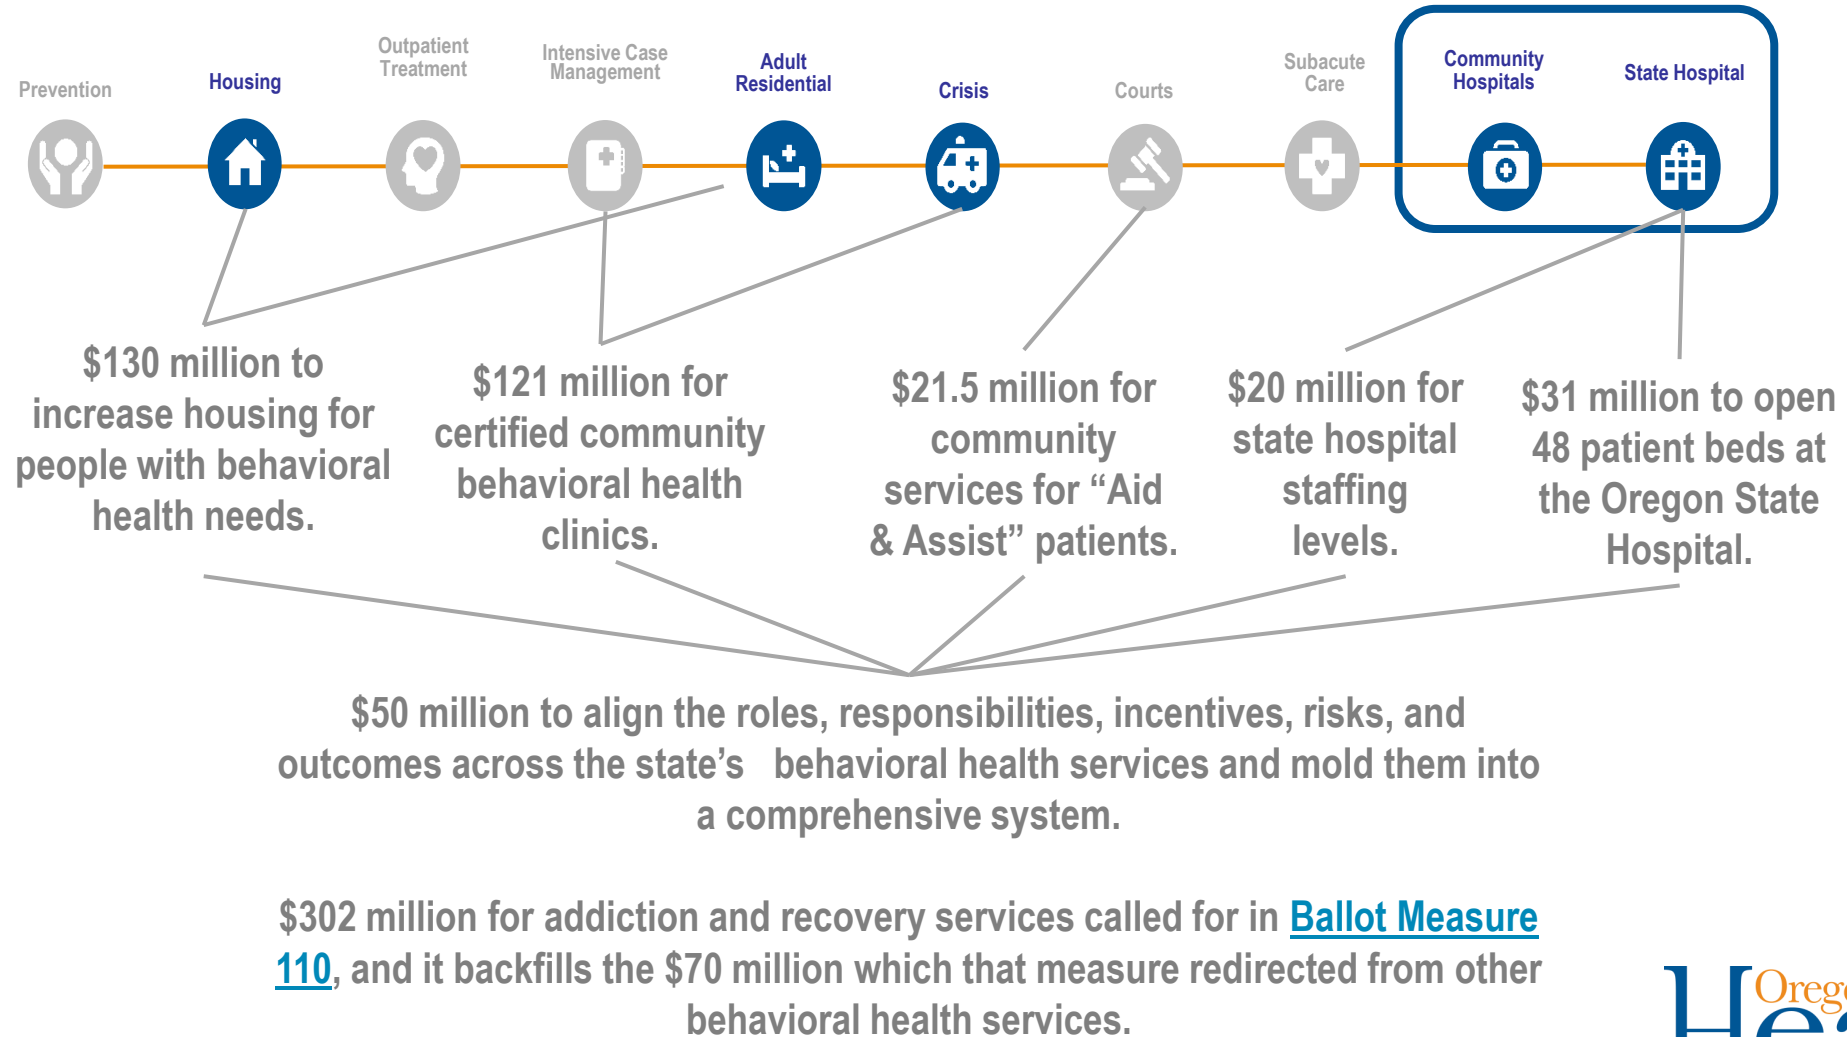 Prevention
Housing
Outpatient
Treatment
Intensive Case
Management
Adult
Residential
Crisis
Courts
Subacute
Care
Community
Hospitals
State Hospital
$130 million to
increase housing for
people with behavioral
health needs.
$121 million for
certified community
behavioral health
clinics.
$21.5 million for
community
services for “Aid
& Assist” patients.
$20 million for
state hospital
staffing
levels.
$31 million to open
48 patient beds at
the Oregon State
Hospital.
$50 million to align the roles, responsibilities, incentives, risks, and
outcomes across the state’s behavioral health services and mold them into
a comprehensive system.
$302 million for addiction and recovery services called for in Ballot Measure
110, and it backfills the $70 million which that measure redirected from other
behavioral health services.